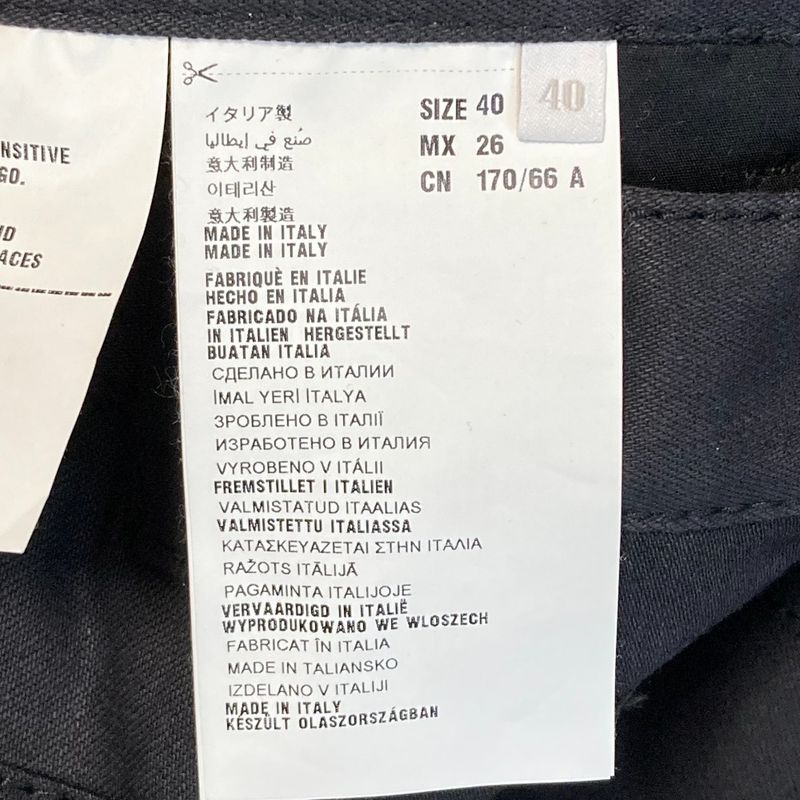 NSITIVE
GO.
ND
ACES
イタリア製
صُنع في إيطاليا
意大利制造
이테리산
意大利製造
MADE IN ITALY
MADE IN ITALY
FABRIQUÈ EN ITALIE
HECHO EN ITALIA
FABRICADO NA ITÁLIA
IN ITALIEN HERGESTELLT
BUATAN ITALIA
СДЕЛАНО В ИТАЛИИ
İMAL YERİ İTALYA
ЗРОБЛЕНО В ІТАЛІЇ
ИЗРАБОТЕНО В ИТАЛИЯ
VYROBENO V ITÁLII
FREMSTILLET I ITALIEN
VALMISTATUD ITAALIAS
VALMISTETTU ITALIASSA
ΚΑΤΑΣΚΕΥΑΖΕΤΑΙ ΣΤΗΝ ΙΤΑΛΙΑ
RAŽOTS ITĀLIJĀ
PAGAMINTA ITALIJOJE
VERVAARDIGD IN ITALIË
WYPRODUKOWANO WE WLOSZECH
FABRICAT ÎN ITALIA
MADE IN TALIANSKO
IZDELANO V ITALIJI
MADE IN ITALY
KÉSZÜLT OLASZORSZÁGBAN
SIZE 40
MX 26
CN 170/66 A
40